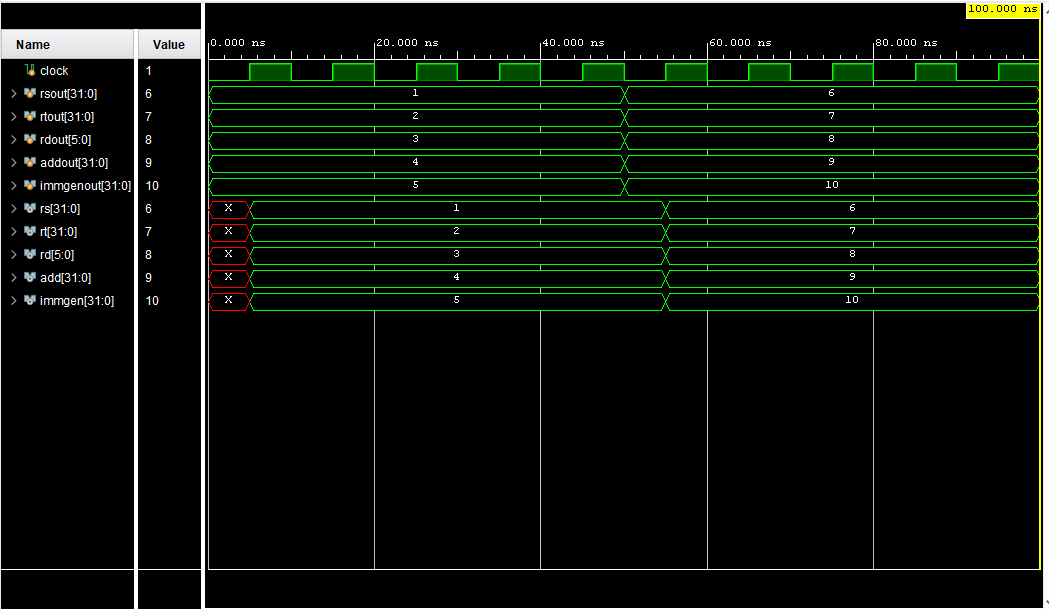 100.000 ns
Name Value 0.000 ns 20.000 ns 40.000 ns 60.000 ns 80.000 ns
clock 1
rsout[31:0] 6 1 6
rtout[31:0] 7 2 7
rdout[5:0] 8 3 8
addout[31:0] 9 4 9
immgenout[31:0] 10 5 10
rs[31:0] 6 X 1 6
rt[31:0] 7 X 2 7
rd[5:0] 8 X 3 8
add[31:0] 9 X 4 9
immgen[31:0] 10 X 5 10